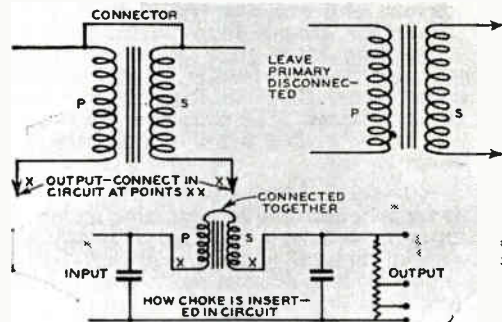 CONNECTOR
P
S
X
X
OUTPUT-CONNECT IN
CIRCUIT AT POINTS XX
LEAVE
PRIMARY
DISCONNEC-
TED
P
S
CONNECTED
TOGETHER
P
S
X
X
INPUT
OUTPUT
HOW CHOKE IS INSERT-
ED IN CIRCUIT